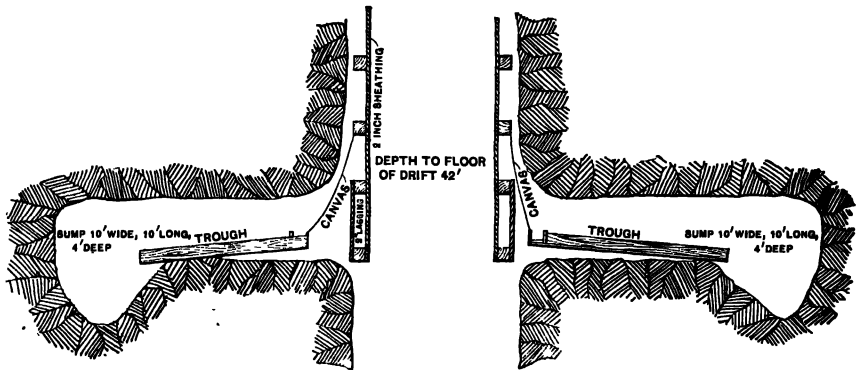 2 INCH SHEATHING
DEPTH TO FLOOR
OF DRIFT 42'
CANVAS
2" LAGGING
CANVAS
SUMP 10' WIDE, 10' LONG,
4' DEEP
TROUGH
TROUGH
SUMP 10' WIDE, 10' LONG,
4' DEEP